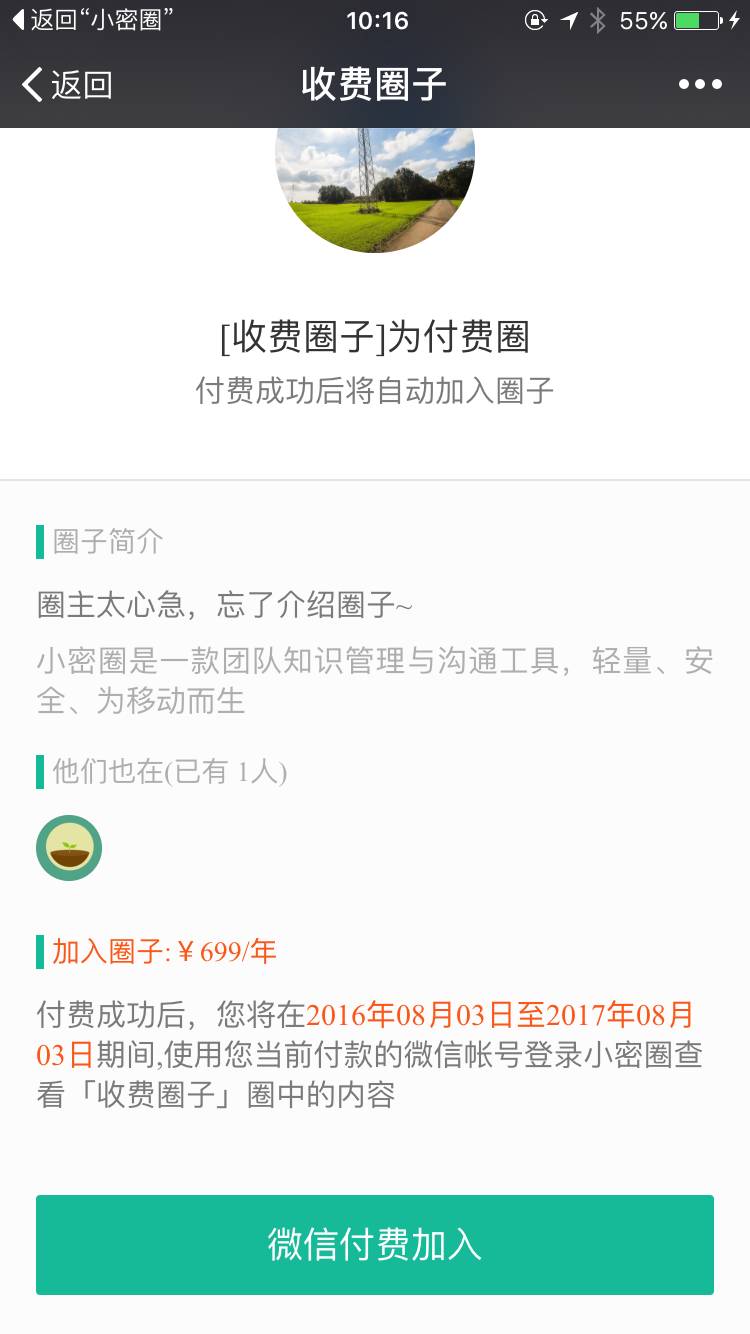 返回“小密圈”
10:16
55%
返回
收费圈子
[收费圈子]为付费圈
付费成功后将自动加入圈子
圈子简介
圈主太心急，忘了介绍圈子~
小密圈是一款团队知识管理与沟通工具，轻量、安
全、为移动而生
他们也在(已有 1人)
加入圈子:￥699/年
付费成功后，您将在2016年08月03日至2017年08月
03日期间,使用您当前付款的微信帐号登录小密圈查
看「收费圈子」圈中的内容
微信付费加入